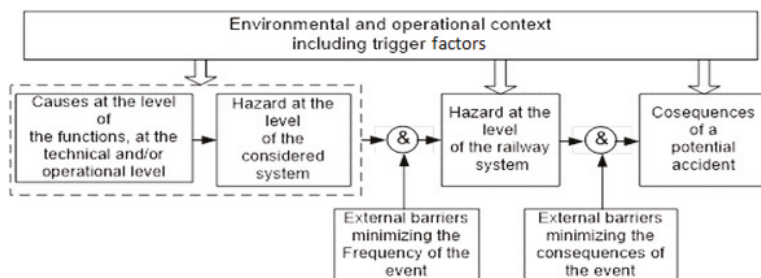 Environmental and operational context
including trigger factors
Causes at the level
of
the functions, at the
technical and/or
operational level
Hazard at the
level
of the
considered
system
&
Hazard at the
level
of the railway
system
&
Cosequences
of a
potential
accident
External barriers
minimizing the
Frequency of the
event
External barriers
minimizing the
consequences of
the event